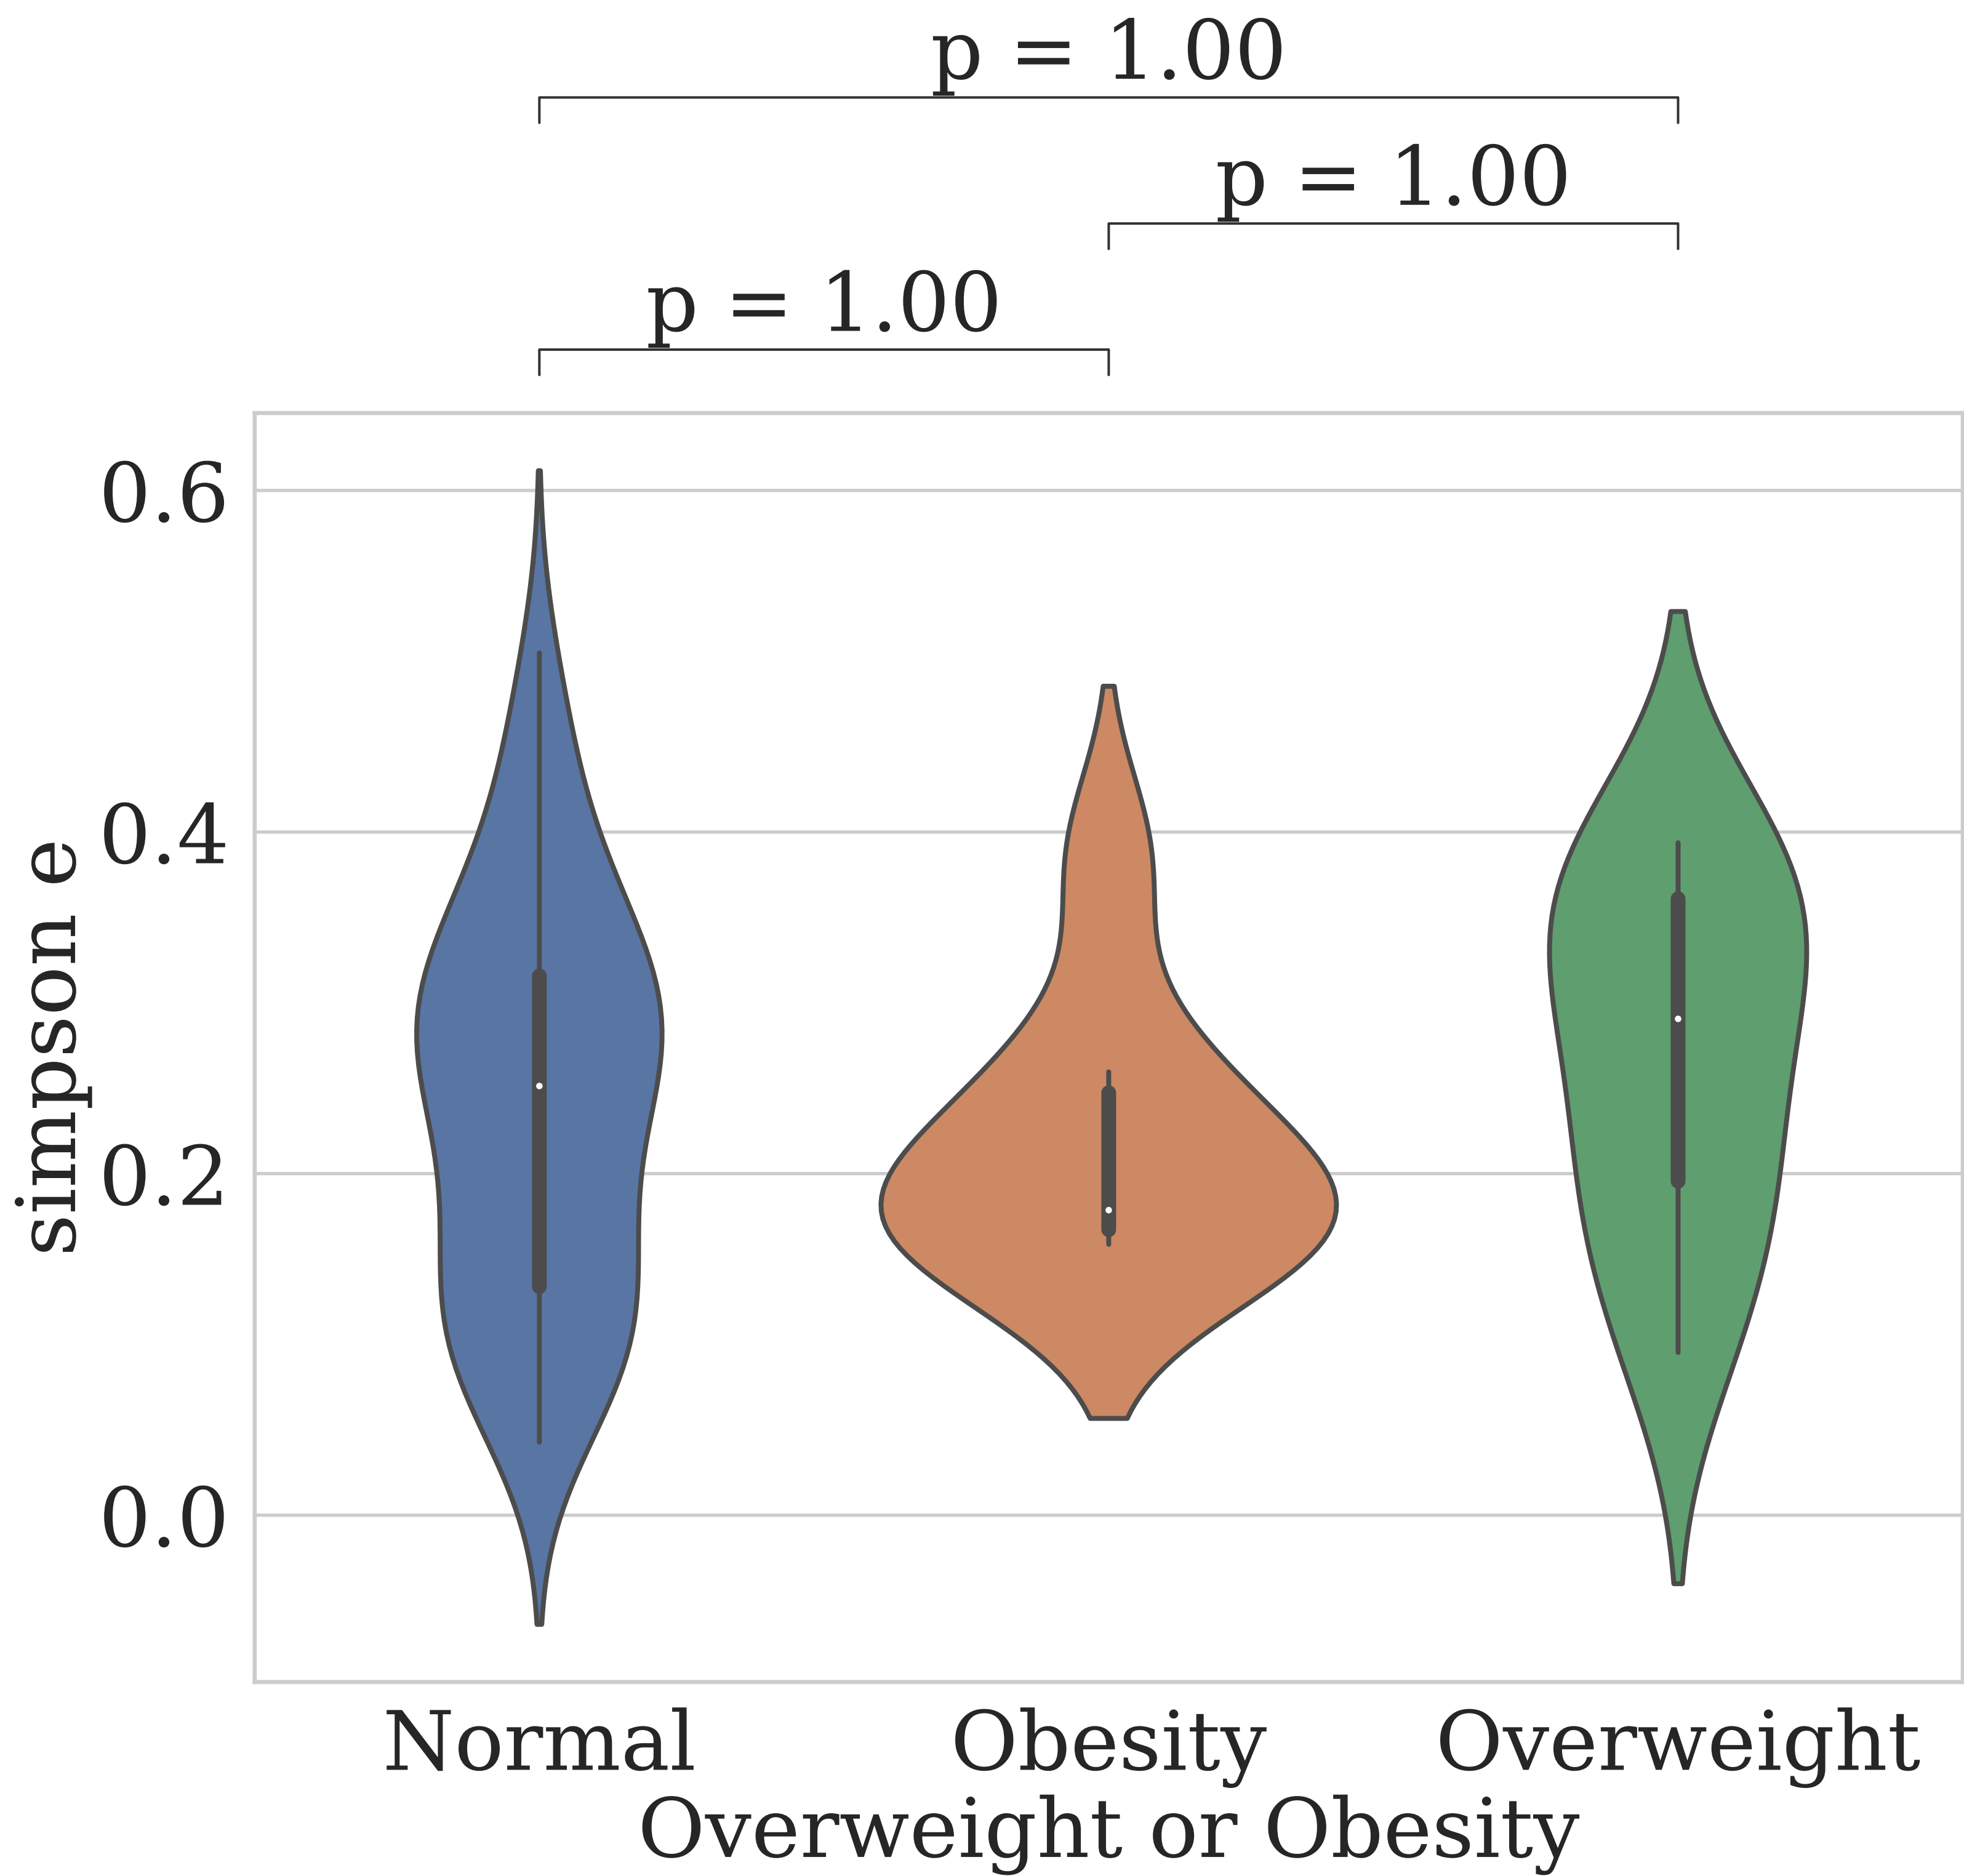 p = 1.00
p = 1.00
p = 1.00
0.6
0.4
0.2
0.0
simpson e
Normal Obesity Overweight
Overweight or Obesity